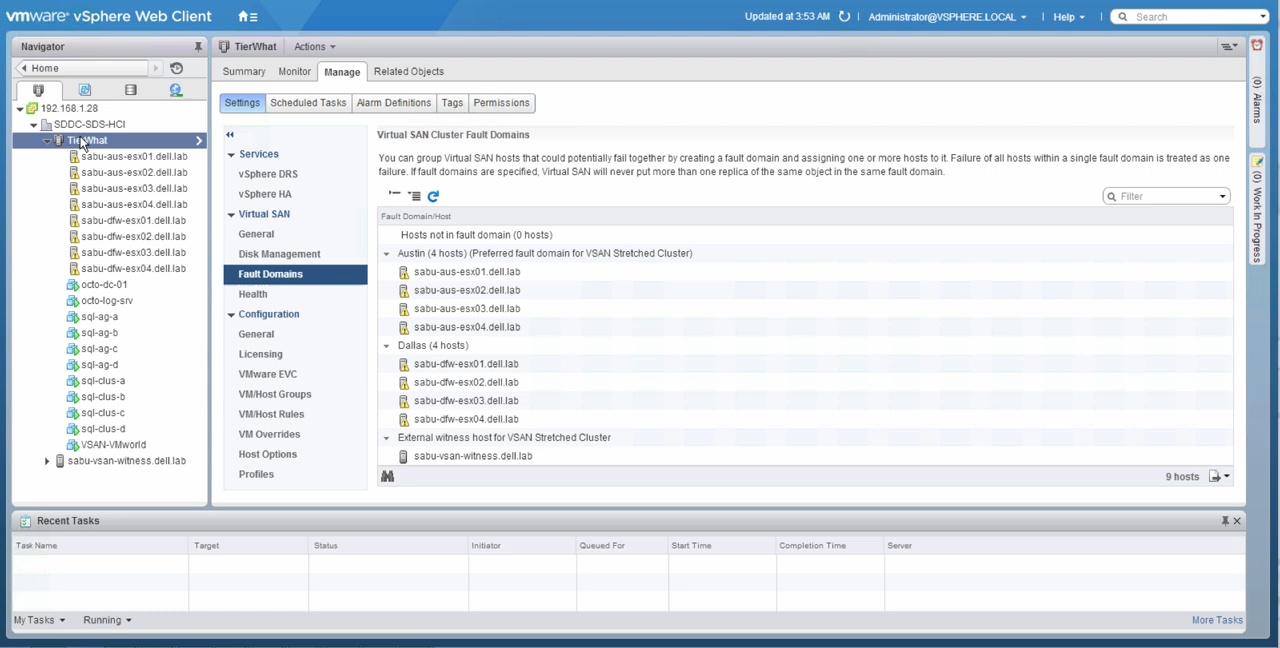 vmware® vSphere Web Client
Updated at 3:53 AM
Administrator@VSPHERE.LOCAL
Help
Search
Navigator
Home
192.168.1.28
SDDC-SDS-HCI
TierWhat
sabu-aus-esx01.dell.lab
sabu-aus-esx02.dell.lab
sabu-aus-esx03.dell.lab
sabu-aus-esx04.dell.lab
sabu-dfw-esx01.dell.lab
sabu-dfw-esx02.dell.lab
sabu-dfw-esx03.dell.lab
sabu-dfw-esx04.dell.lab
octo-dc-01
octo-log-srv
sql-ag-a
sql-ag-b
sql-ag-c
sql-ag-d
sql-clus-a
sql-clus-b
sql-clus-c
sql-clus-d
VSAN-VMworld
sabu-vsan-witness.dell.lab
TierWhat Actions
Summary Monitor Manage Related Objects
Settings Scheduled Tasks Alarm Definitions Tags Permissions
Services
vSphere DRS
vSphere HA
Virtual SAN
General
Disk Management
Fault Domains
Health
Configuration
General
Licensing
VMware EVC
VM/Host Groups
VM/Host Rules
VM Overrides
Host Options
Profiles
Virtual SAN Cluster Fault Domains
You can group Virtual SAN hosts that could potentially fail together by creating a fault domain and assigning one or more hosts to it. Failure of all hosts within a single fault domain is treated as one
failure. If fault domains are specified, Virtual SAN will never put more than one replica of the same object in the same fault domain.
Filter
Fault Domain/Host
Hosts not in fault domain (0 hosts)
Austin (4 hosts) (Preferred fault domain for VSAN Stretched Cluster)
sabu-aus-esx01.dell.lab
sabu-aus-esx02.dell.lab
sabu-aus-esx03.dell.lab
sabu-aus-esx04.dell.lab
Dallas (4 hosts)
sabu-dfw-esx01.dell.lab
sabu-dfw-esx02.dell.lab
sabu-dfw-esx03.dell.lab
sabu-dfw-esx04.dell.lab
External witness host for VSAN Stretched Cluster
sabu-vsan-witness.dell.lab
9 hosts
(0) Alarms
(0) Work In Progress
Recent Tasks
Task Name Target Status Initiator Queued For Start Time Completion Time Server
My Tasks Running More Tasks